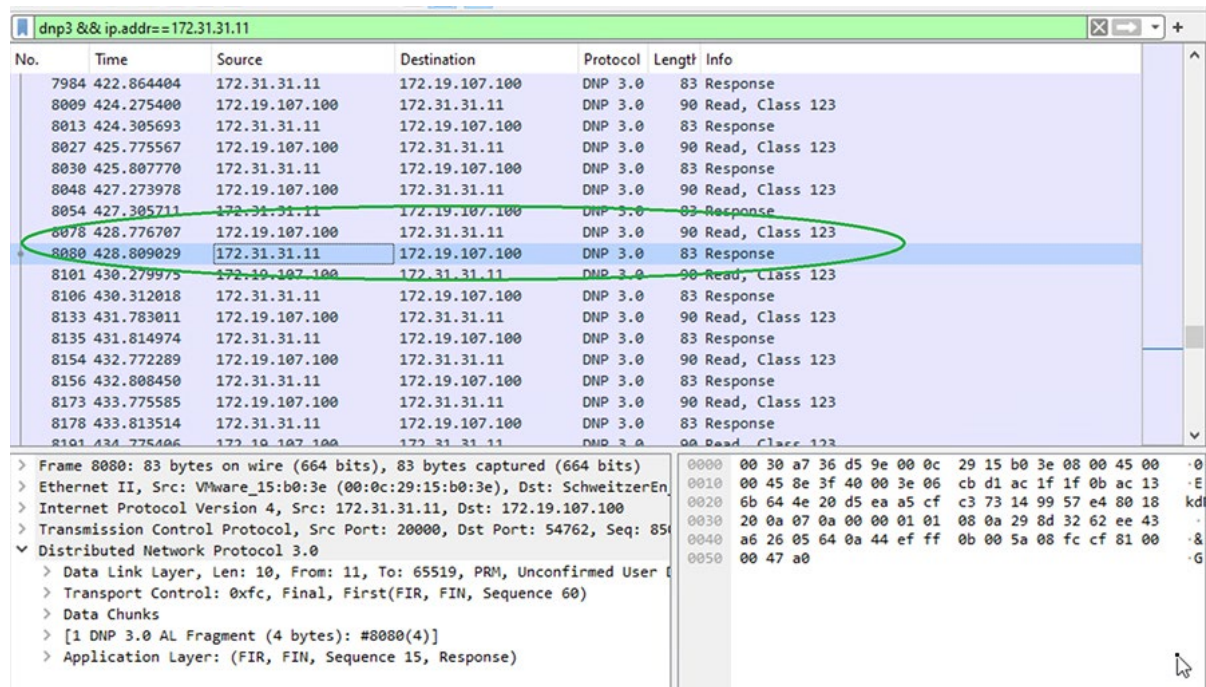 dnp3 && ip.addr==172.31.31.11
No. Time Source Destination Protocol Length Info
7984 422.864404 172.31.31.11 172.19.107.100 DNP 3.0 83 Response
8009 424.275400 172.19.107.100 172.31.31.11 DNP 3.0 90 Read, Class 123
8013 424.305693 172.31.31.11 172.19.107.100 DNP 3.0 83 Response
8027 425.775567 172.19.107.100 172.31.31.11 DNP 3.0 90 Read, Class 123
8030 425.807770 172.31.31.11 172.19.107.100 DNP 3.0 83 Response
8048 427.273978 172.19.107.100 172.31.31.11 DNP 3.0 90 Read, Class 123
8054 427.305711 172.31.31.11 172.19.107.100 DNP 3.0 83 Response
8078 428.776707 172.19.107.100 172.31.31.11 DNP 3.0 90 Read, Class 123
8080 428.809029 172.31.31.11 172.19.107.100 DNP 3.0 83 Response
8101 430.279975 172.19.107.100 172.31.31.11 DNP 3.0 90 Read, Class 123
8106 430.312018 172.31.31.11 172.19.107.100 DNP 3.0 83 Response
8133 431.783011 172.19.107.100 172.31.31.11 DNP 3.0 90 Read, Class 123
8135 431.814974 172.31.31.11 172.19.107.100 DNP 3.0 83 Response
8154 432.772289 172.19.107.100 172.31.31.11 DNP 3.0 90 Read, Class 123
8156 432.808450 172.31.31.11 172.19.107.100 DNP 3.0 83 Response
8173 433.775585 172.19.107.100 172.31.31.11 DNP 3.0 90 Read, Class 123
8178 433.813514 172.31.31.11 172.19.107.100 DNP 3.0 83 Response
8191 434.775406 172.19.107.100 172.31.31.11 DNP 3.0 90 Read, Class 123
> Frame 8080: 83 bytes on wire (664 bits), 83 bytes captured (664 bits)
> Ethernet II, Src: VMware_15:b0:3e (00:0c:29:15:b0:3e), Dst: SchweitzerEn_
> Internet Protocol Version 4, Src: 172.31.31.11, Dst: 172.19.107.100
> Transmission Control Protocol, Src Port: 20000, Dst Port: 54762, Seq: 850
Distributed Network Protocol 3.0
> Data Link Layer, Len: 10, From: 11, To: 65519, PRM, Unconfirmed User
> Transport Control: 0xfc, Final, First(FIR, FIN, Sequence 60)
> Data Chunks
> [1 DNP 3.0 AL Fragment (4 bytes): #8080(4)]
> Application Layer: (FIR, FIN, Sequence 15, Response)
0000 00 30 a7 36 d5 9e 00 0c 29 15 b0 3e 08 00 45 00 ·0
0010 00 45 8e 3f 40 00 3e 06 cb d1 ac 1f 1f 0b ac 13 ·E
0020 6b 64 4e 20 d5 ea a5 cf c3 73 14 99 57 e4 80 18 kdN
0030 20 0a 07 0a 00 00 01 01 08 0a 29 8d 32 62 ee 43 ·
0040 a6 26 05 64 0a 44 ef ff 0b 00 5a 08 fc cf 81 00 ·&
0050 00 47 a0 ·G